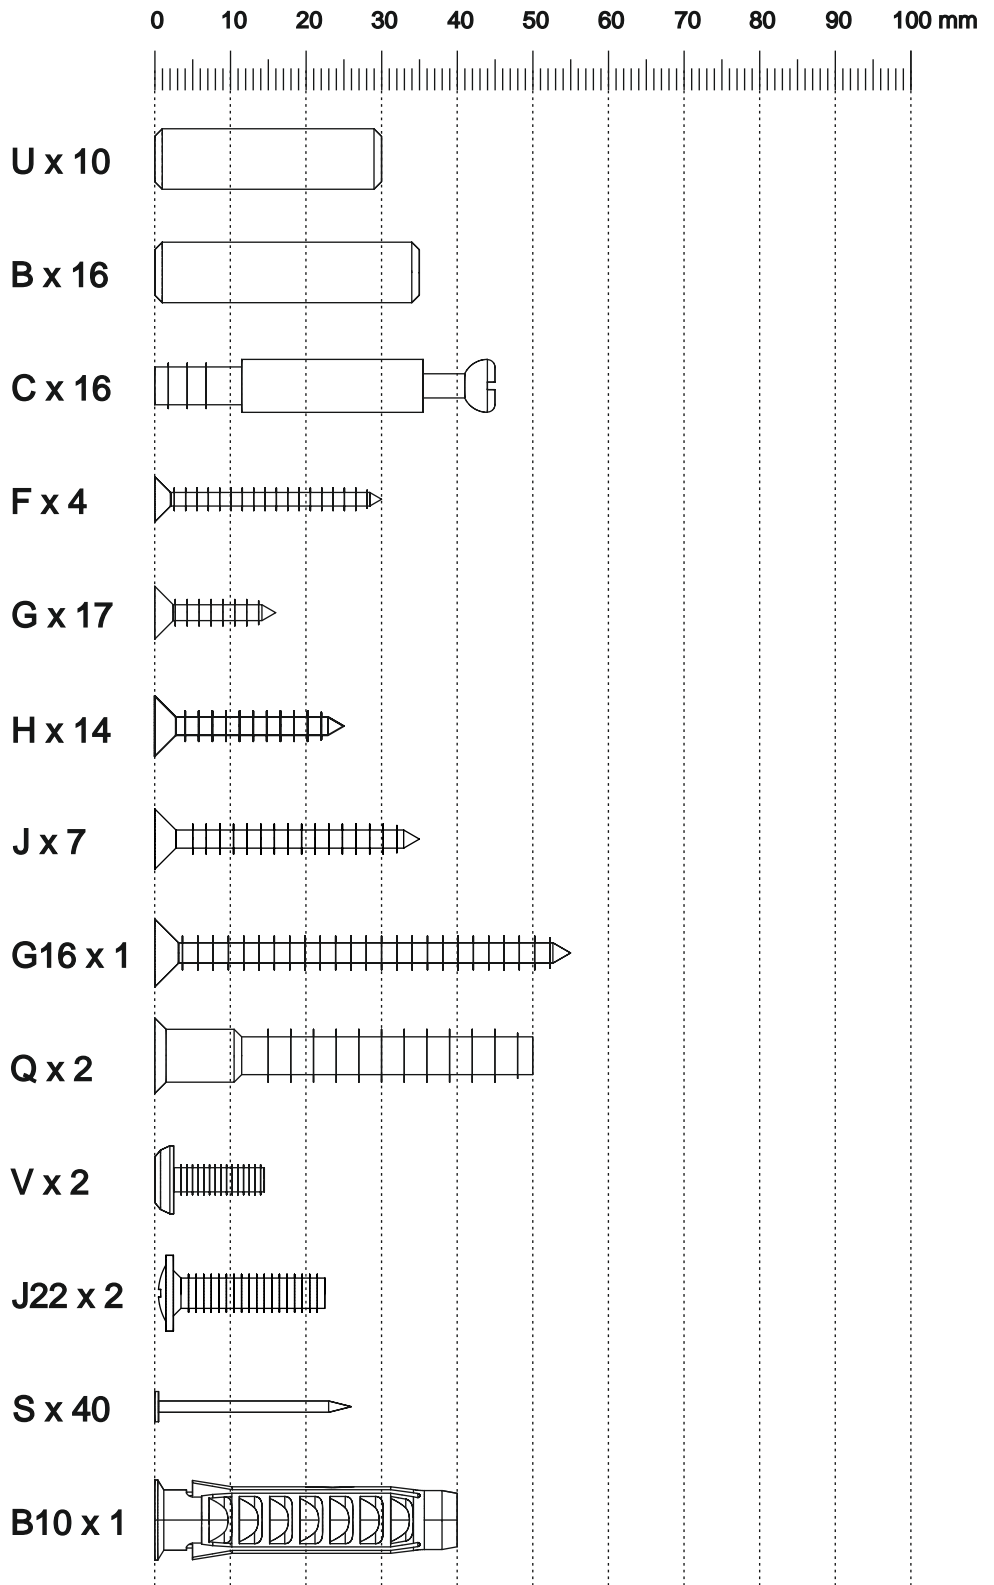 0 10 20 30 40 50 60 70 80 90 100 mm
U x 10
B x 16
C x 16
F x 4
G x 17
H x 14
J x 7
G16 x 1
Q x 2
V x 2
J22 x 2
S x 40
B10 x 1